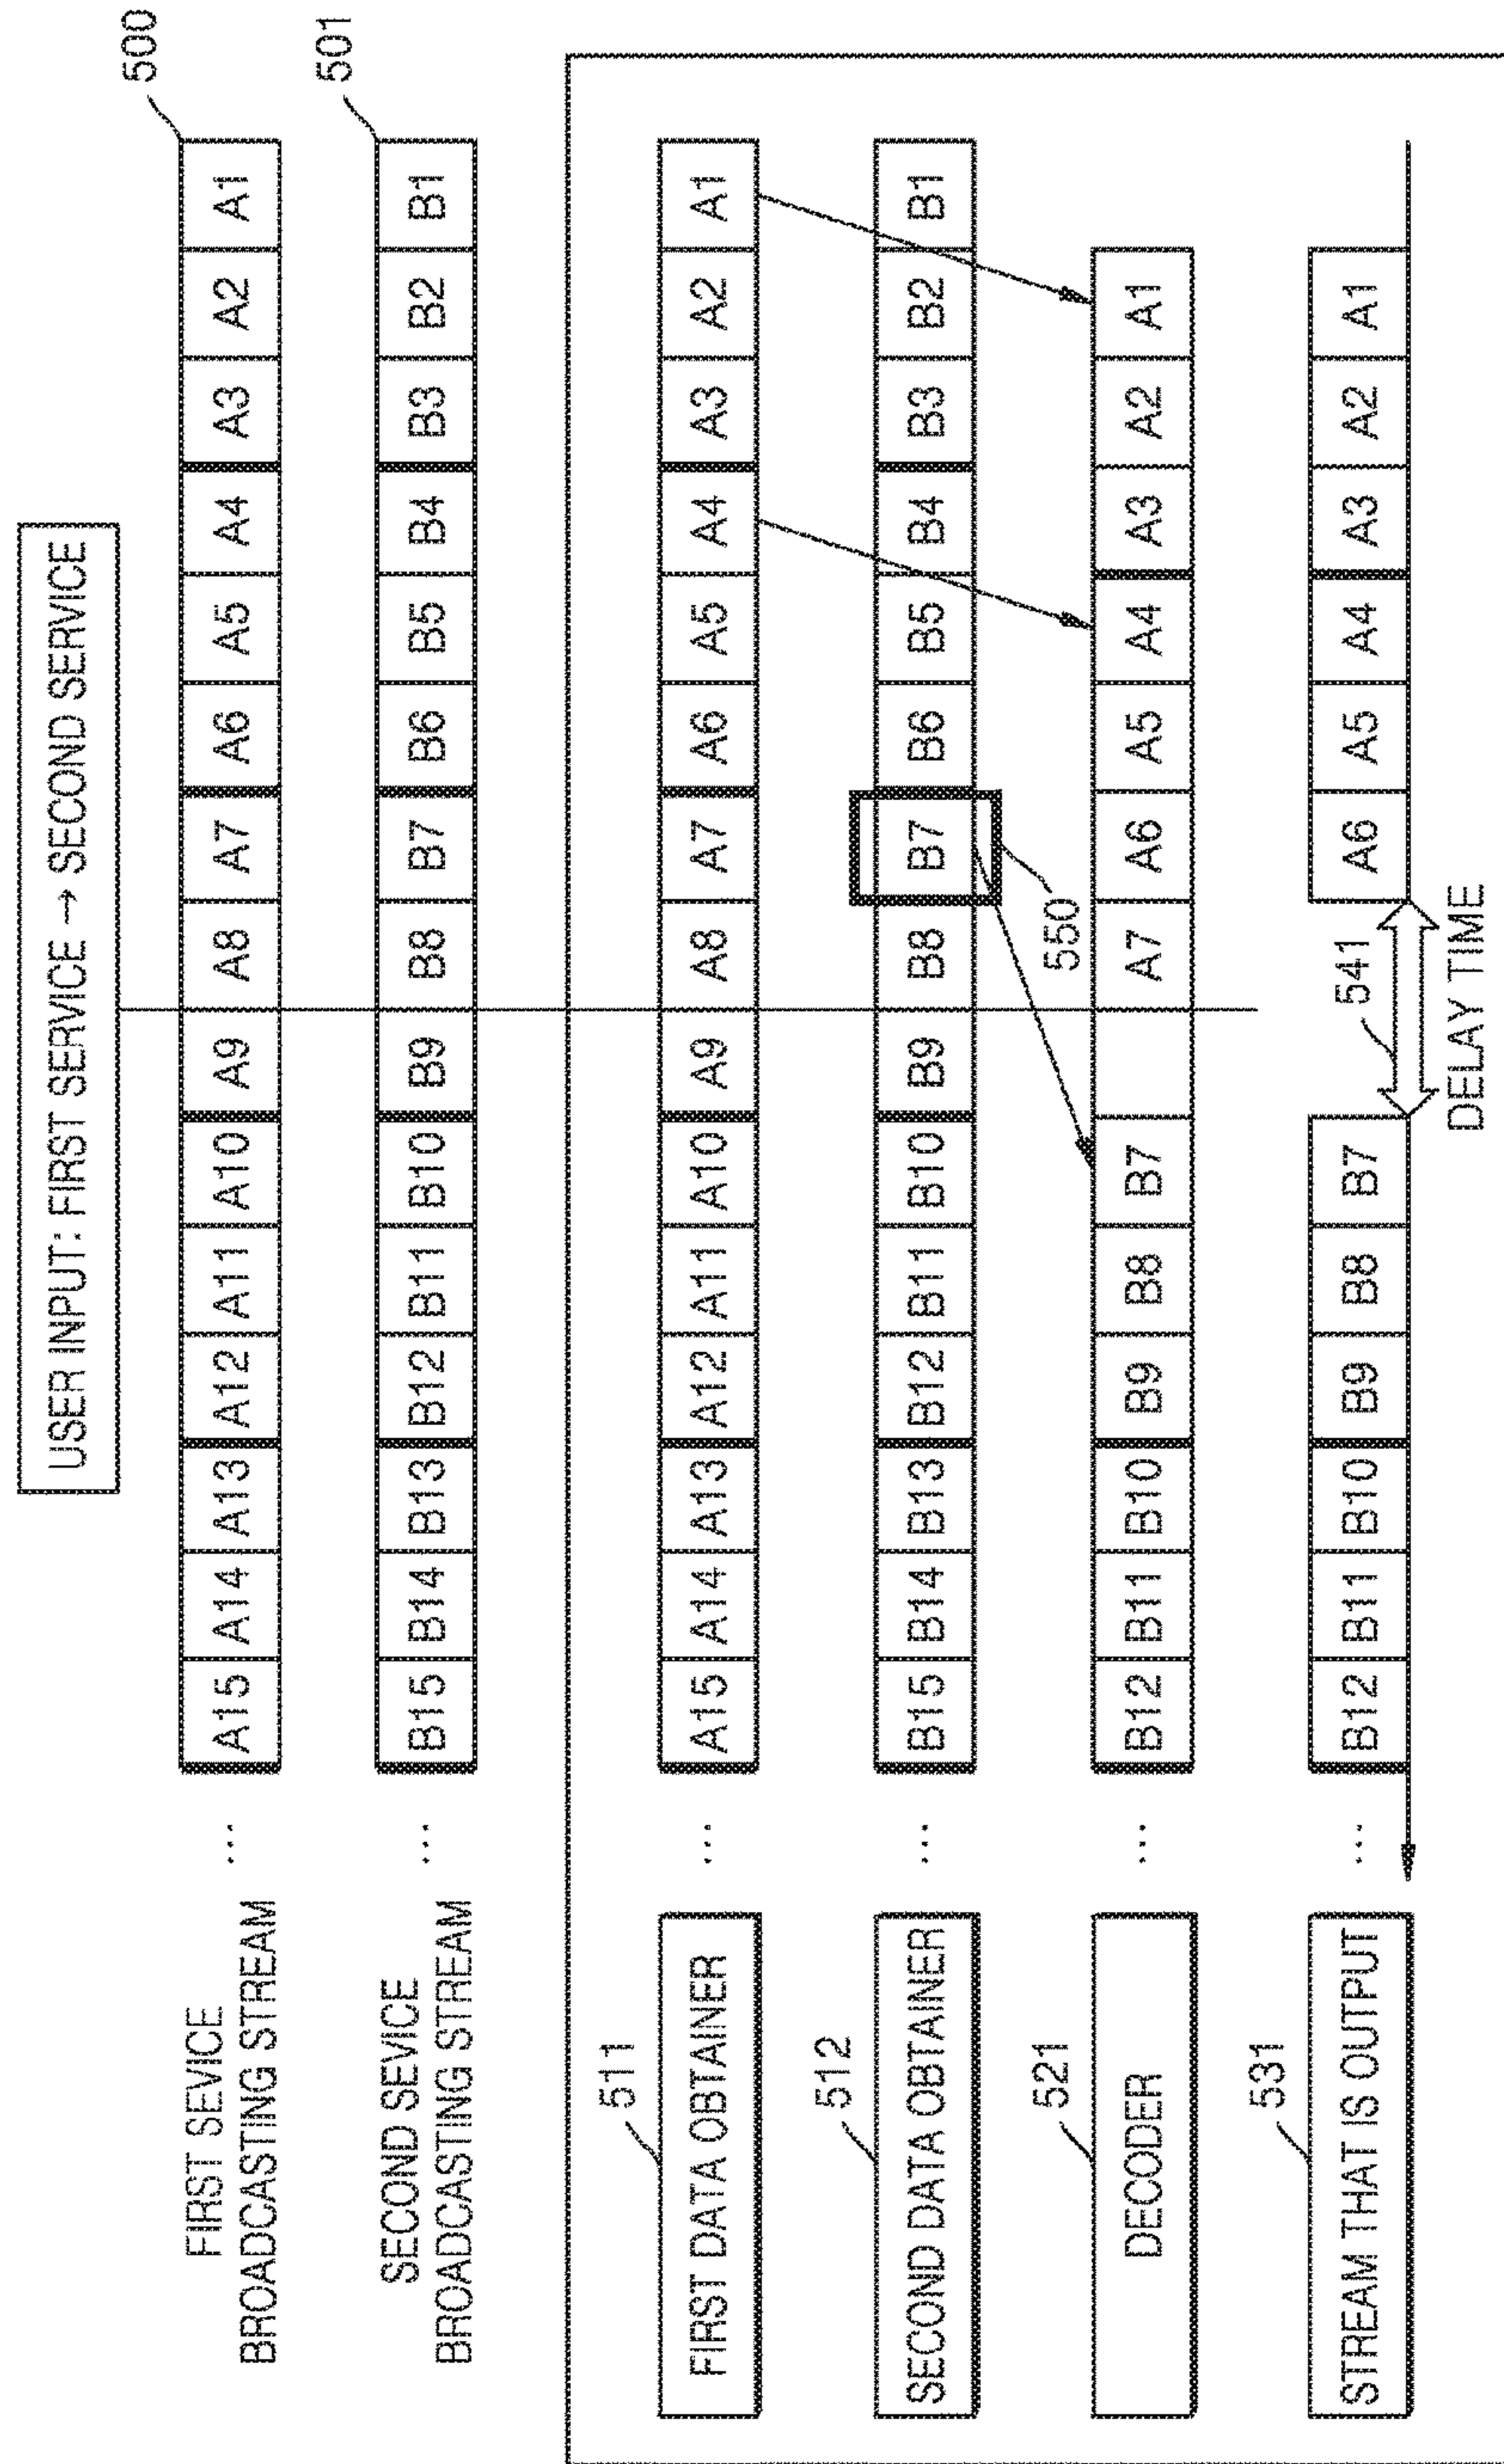 USER INPUT: FIRST SERVICE → SECOND SERVICE
FIRST SEVICE
BROADCASTING STREAM
... A15 A14 A13 A12 A11 A10 A9 A8 A7 A6 A5 A4 A3 A2 A1
500
SECOND SEVICE
BROADCASTING STREAM
... B15 B14 B13 B12 B11 B10 B9 B8 B7 B6 B5 B4 B3 B2 B1
501
511
FIRST DATA OBTAINER
... A15 A14 A13 A12 A11 A10 A9 A8 A7 A6 A5 A4 A3 A2 A1
512
SECOND DATA OBTAINER
... B15 B14 B13 B12 B11 B10 B9 B8 B7 B6 B5 B4 B3 B2 B1
550
521
DECODER
... B12 B11 B10 B9 B8 B7 A7 A6 A5 A4 A3 A2 A1
531
STREAM THAT IS OUTPUT
... B12 B11 B10 B9 B8 B7 A6 A5 A4 A3 A2 A1
541
DELAY TIME